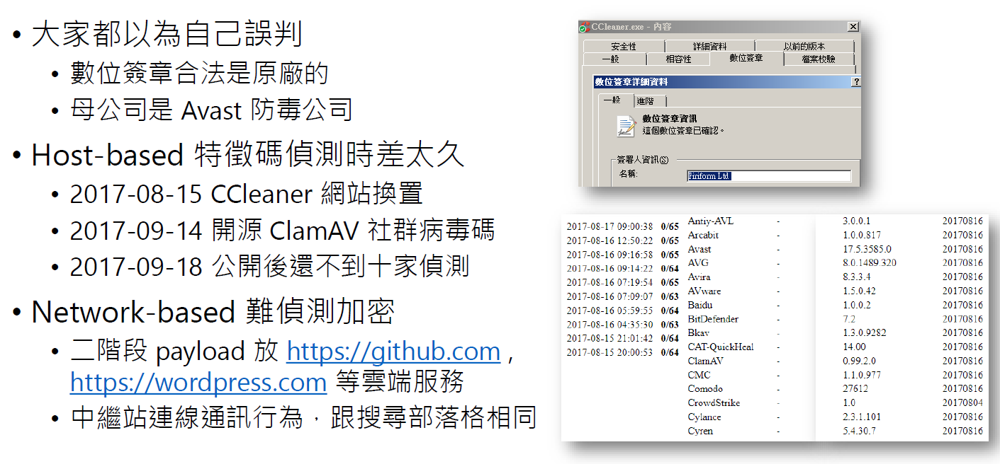 • 大家都以為自己誤判
• 數位簽章合法是原廠的
• 母公司是 Avast 防毒公司
• Host-based 特徵碼偵測時差太久
• 2017-08-15 CCleaner 網站換置
• 2017-09-14 開源 ClamAV 社群病毒碼
• 2017-09-18 公開後還不到十家偵測
• Network-based 難偵測加密
• 二階段 payload 放 https://github.com ,
https://wordpress.com 等雲端服務
• 中繼站連線通訊行為，跟搜尋部落格相同
CCleaner.exe - 內容
安全性 詳細資料 以前的版本
一般 相容性 數位簽章 檔案校驗
數位簽章詳細資料
一般 進階
數位簽章資訊
這個數位簽章已確認。
簽署人資訊(S)
名稱: Piriform Ltd
2017-08-17 09:00:38 0/65
2017-08-16 12:50:22 0/65
2017-08-16 09:16:58 0/65
2017-08-16 09:14:22 0/64
2017-08-16 07:19:54 0/65
2017-08-16 07:09:07 0/63
2017-08-16 05:59:55 0/64
2017-08-16 04:35:30 0/63
2017-08-15 21:01:42 0/64
2017-08-15 20:00:53 0/64
Antiy-AVL - 3.0.0.1 20170816
Arcabit - 1.0.0.817 20170816
Avast - 17.5.3585.0 20170816
AVG - 8.0.1489.320 20170816
Avira - 8.3.3.4 20170816
AVware - 1.5.0.42 20170816
Baidu - 1.0.0.2 20170816
BitDefender - 7.2 20170816
Bkav - 1.3.0.9282 20170816
CAT-QuickHeal - 14.00 20170816
ClamAV - 0.99.2.0 20170816
CMC - 1.1.0.977 20170816
Comodo - 27612 20170816
CrowdStrike - 1.0 20170804
Cylance - 2.3.1.101 20170816
Cyren - 5.4.30.7 20170816